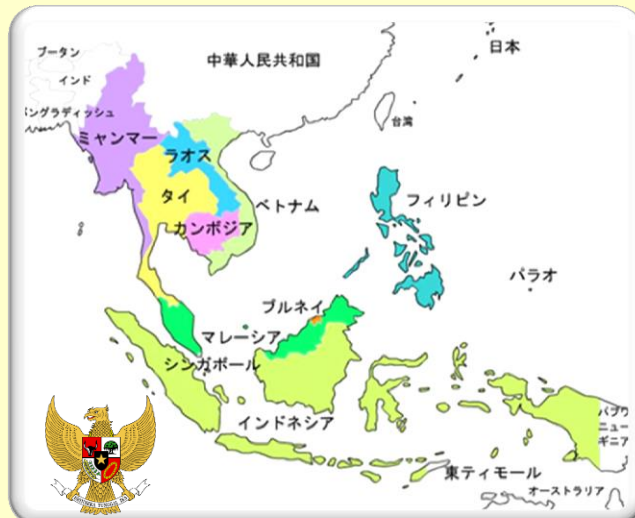 日本
ブータン
中華人民共和国
インド
ングラディッシュ
台湾
ミャンマー
ラオス
タイ
ベトナム
フィリピン
カンボジア
パラオ
ブルネイ
マレーシア
シンガポール
インドネシア
パプワ
ニュー
ギニア
東ティモール
オーストラリア
BHINNEKA TUNGGAL IKA